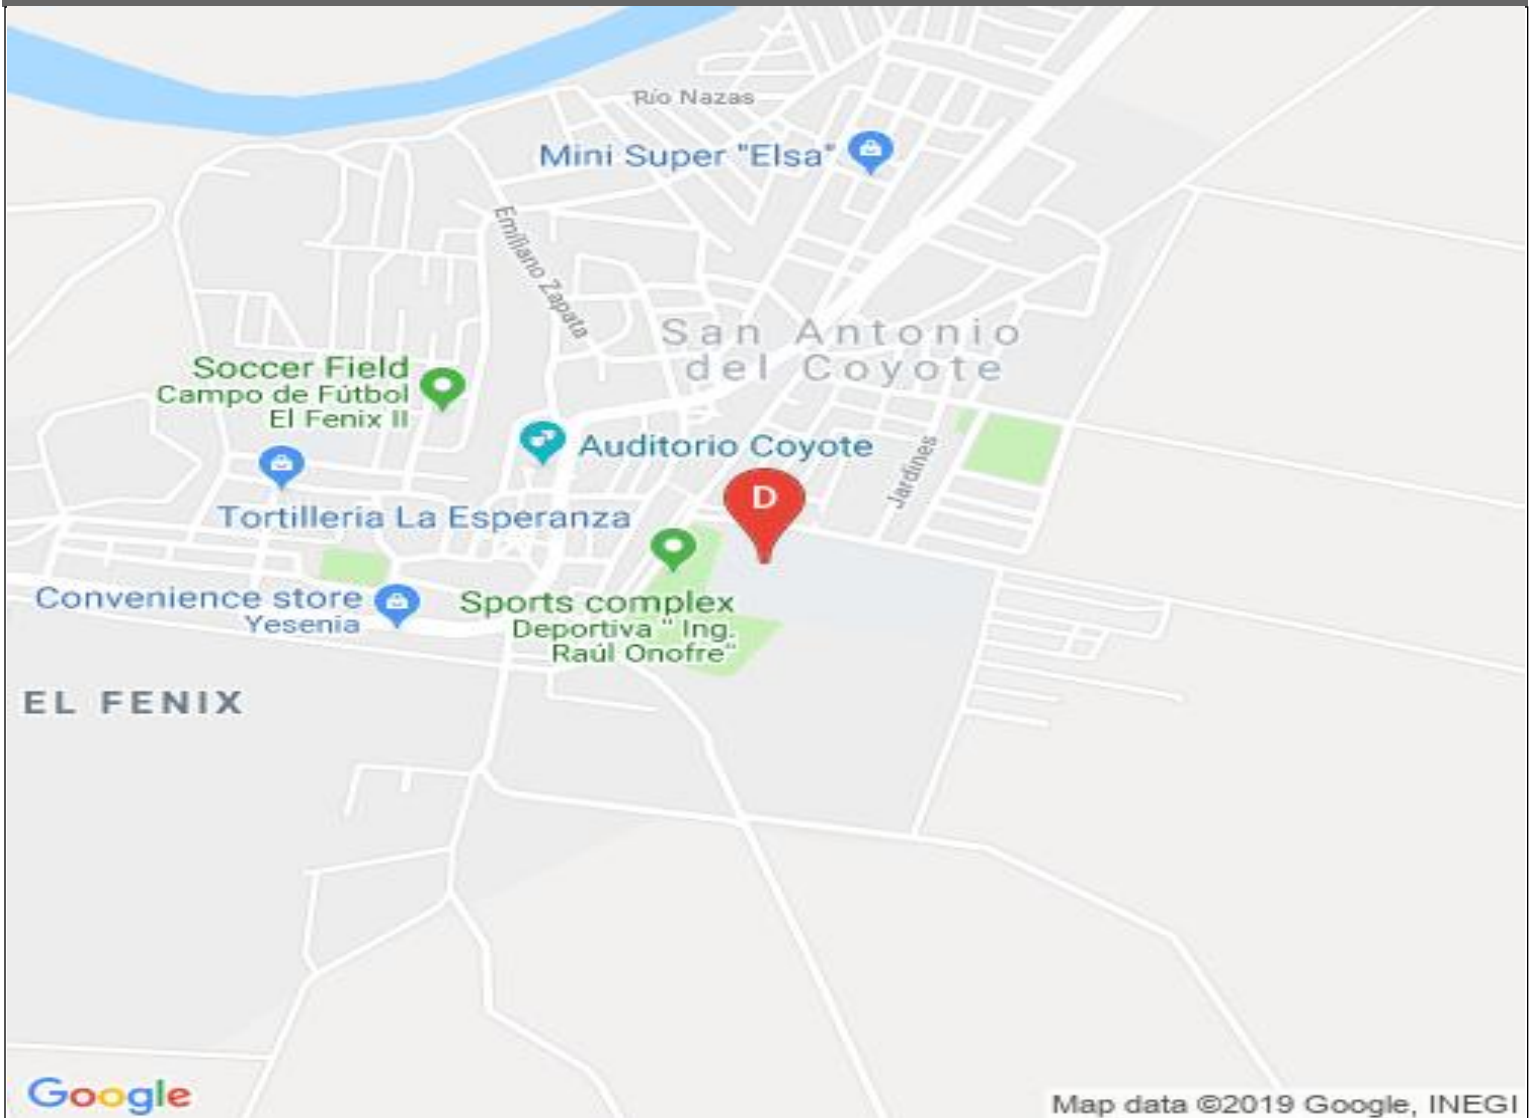 Río Nazas
Mini Super "Elsa"
Emiliano Zapata
San Antonio
del Coyote
Soccer Field
Campo de Fútbol
El Fenix II
Auditorio Coyote
Jardines
D
Tortilleria La Esperanza
Convenience store
Yesenia
Sports complex
Deportiva " Ing.
Raúl Onofre"
EL FENIX
Google
Map data ©2019 Google, INEGI